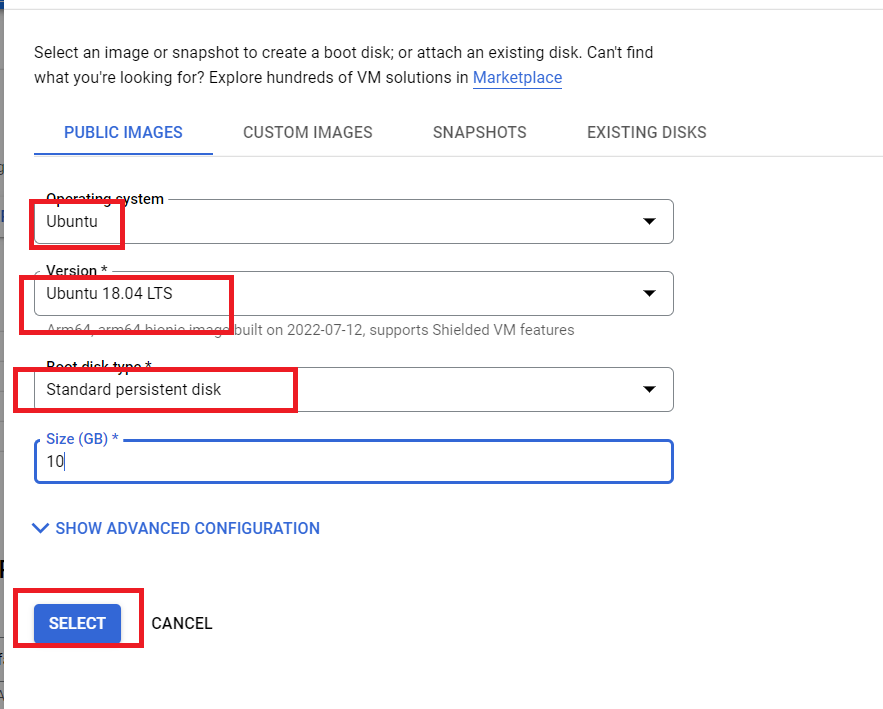 Select an image or snapshot to create a boot disk; or attach an existing disk. Can't find
what you're looking for? Explore hundreds of VM solutions in Marketplace
PUBLIC IMAGES CUSTOM IMAGES SNAPSHOTS EXISTING DISKS
Operating system
Ubuntu
Version *
Ubuntu 18.04 LTS
Arm64, arm64 bionic image built on 2022-07-12, supports Shielded VM features
Boot disk type *
Standard persistent disk
Size (GB) *
10
SHOW ADVANCED CONFIGURATION
SELECT CANCEL